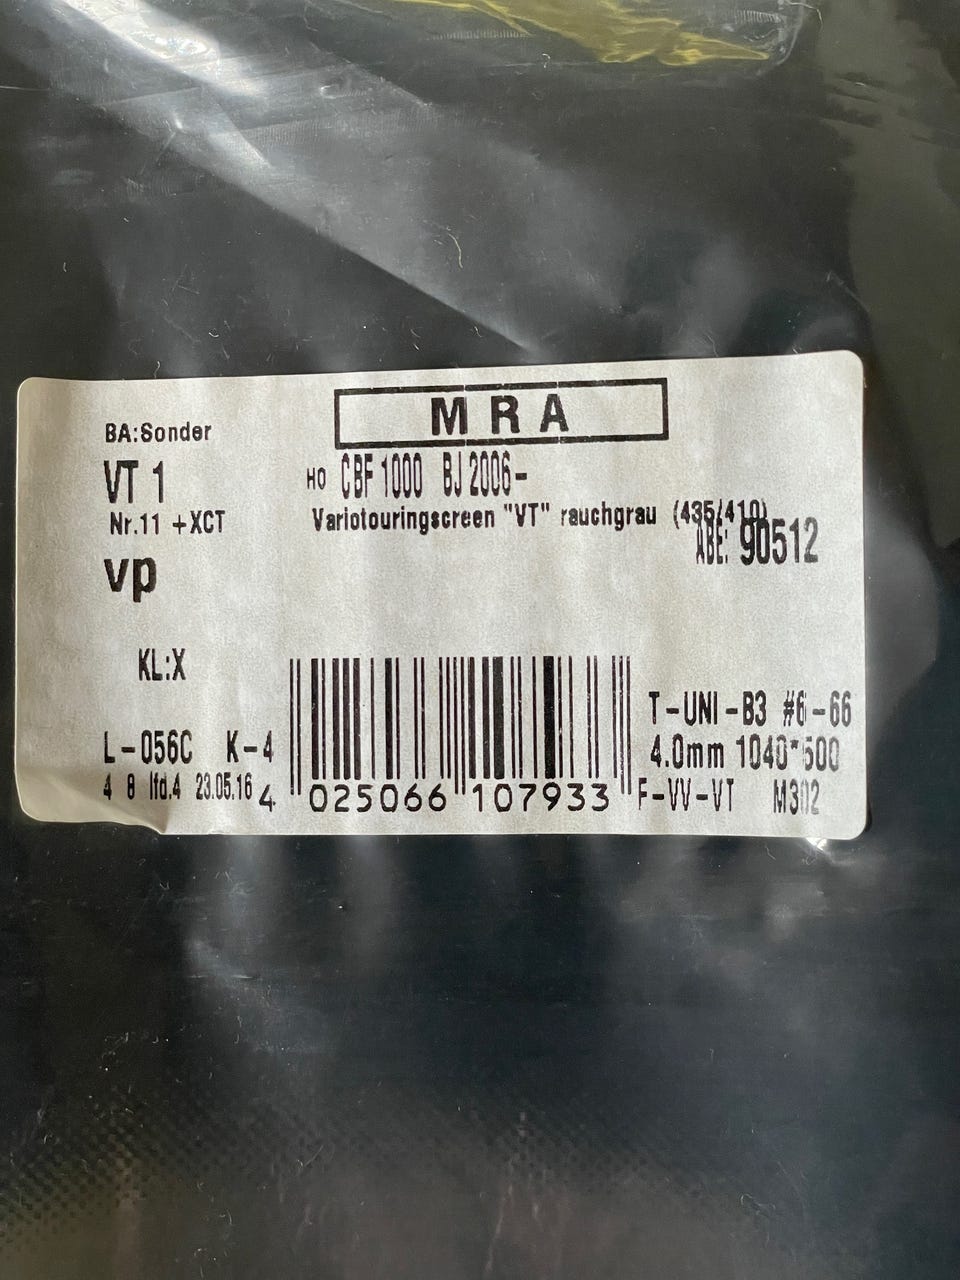 MRA
BA:Sonder
VT 1
HO CBF 1000 BJ 2006-
Nr.11 +XCT
Variotouringscreen "VT" rauchgrau (435/410)
ABE: 90512
vp
KL:X
T-UNI-B3 #6-66
L-056C K-4
4.0mm 1040*500
4 8 lfd.4 23.05.16
4 025066 107933
F-VV-VT M302